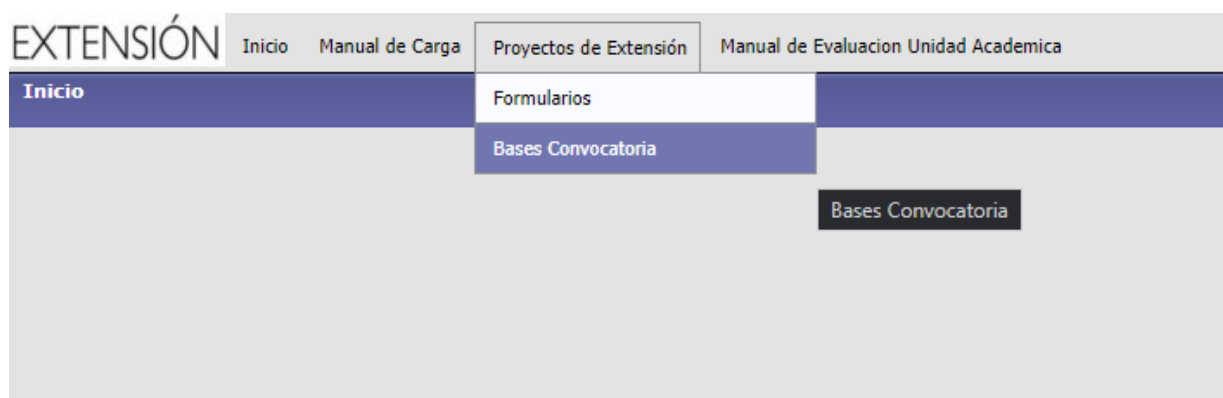 EXTENSIÓN Inicio Manual de Carga Proyectos de Extensión Manual de Evaluacion Unidad Academica
Inicio
Formularios
Bases Convocatoria
Bases Convocatoria